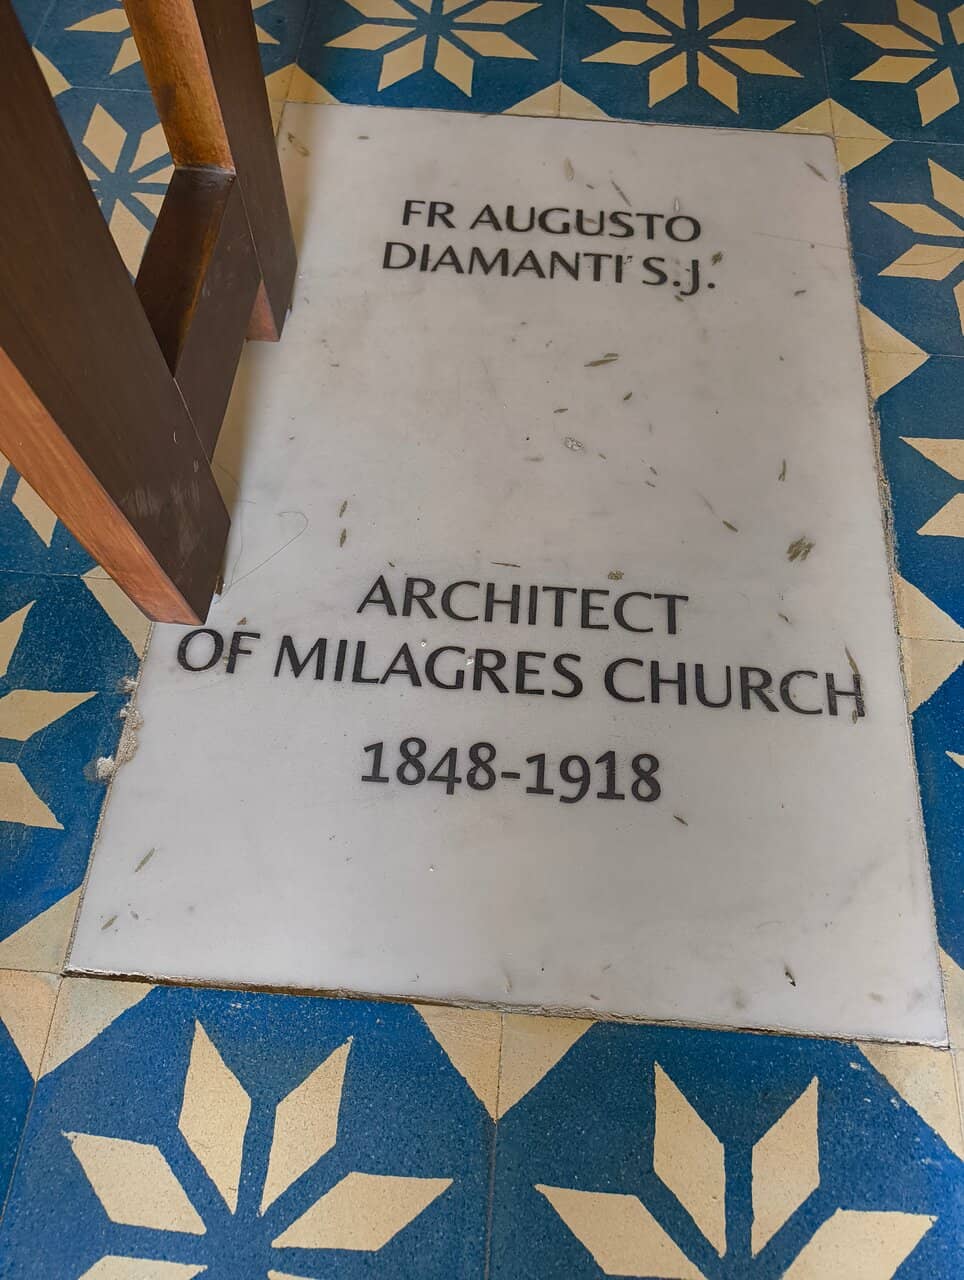 FR AUGUSTO
DIAMANTI S.J.
ARCHITECT
OF MILAGRES CHURCH
1848-1918